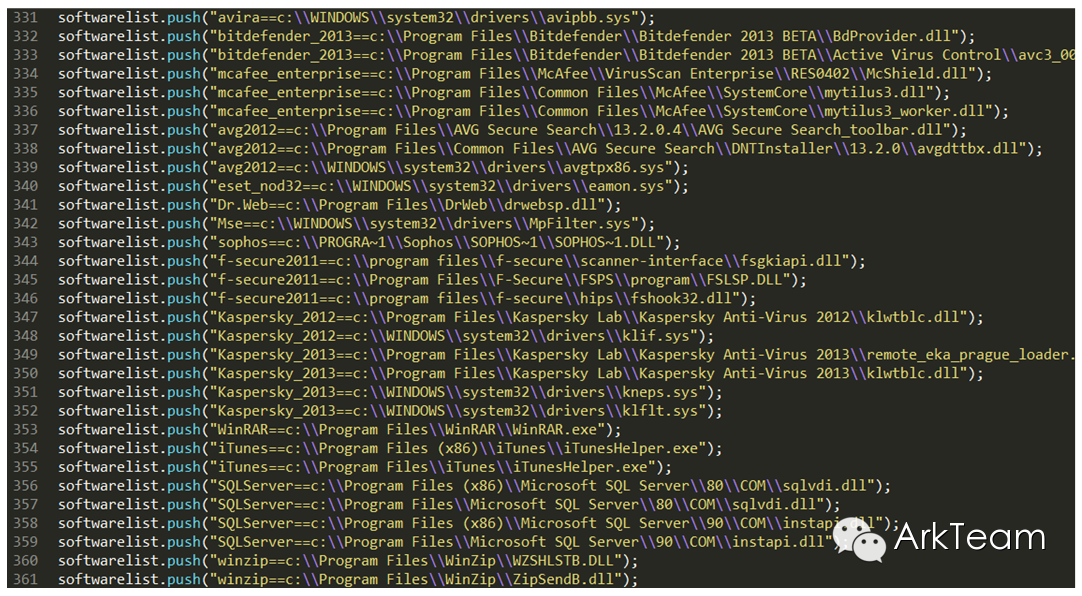 331 softwarelist.push("avira==c:\\WINDOWS\\system32\\drivers\\avipbb.sys");
332 softwarelist.push("bitdefender_2013==c:\\Program Files\\Bitdefender\\Bitdefender 2013 BETA\\BdProvider.dll");
333 softwarelist.push("bitdefender_2013==c:\\Program Files\\Bitdefender\\Bitdefender 2013 BETA\\Active Virus Control\\avc3_00
334 softwarelist.push("mcafee_enterprise==c:\\Program Files\\McAfee\\VirusScan Enterprise\\RES0402\\McShield.dll");
335 softwarelist.push("mcafee_enterprise==c:\\Program Files\\Common Files\\McAfee\\SystemCore\\mytilus3.dll");
336 softwarelist.push("mcafee_enterprise==c:\\Program Files\\Common Files\\McAfee\\SystemCore\\mytilus3_worker.dll");
337 softwarelist.push("avg2012==c:\\Program Files\\AVG Secure Search\\13.2.0.4\\AVG Secure Search_toolbar.dll");
338 softwarelist.push("avg2012==c:\\Program Files\\Common Files\\AVG Secure Search\\DNTInstaller\\13.2.0\\avgdttbx.dll");
339 softwarelist.push("avg2012==c:\\WINDOWS\\system32\\drivers\\avgtpx86.sys");
340 softwarelist.push("eset_nod32==c:\\WINDOWS\\system32\\drivers\\eamon.sys");
341 softwarelist.push("Dr.Web==c:\\Program Files\\DrWeb\\drwebsp.dll");
342 softwarelist.push("Mse==c:\\WINDOWS\\system32\\drivers\\MpFilter.sys");
343 softwarelist.push("sophos==c:\\PROGRA~1\\Sophos\\SOPHOS~1\\SOPHOS~1.DLL");
344 softwarelist.push("f-secure2011==c:\\program files\\f-secure\\scanner-interface\\fsgkiapi.dll");
345 softwarelist.push("f-secure2011==c:\\Program Files\\F-Secure\\FSPS\\program\\FSLSP.DLL");
346 softwarelist.push("f-secure2011==c:\\program files\\f-secure\\hips\\fshook32.dll");
347 softwarelist.push("Kaspersky_2012==c:\\Program Files\\Kaspersky Lab\\Kaspersky Anti-Virus 2012\\klwtblc.dll");
348 softwarelist.push("Kaspersky_2012==c:\\WINDOWS\\system32\\drivers\\klif.sys");
349 softwarelist.push("Kaspersky_2013==c:\\Program Files\\Kaspersky Lab\\Kaspersky Anti-Virus 2013\\remote_eka_prague_loader.
350 softwarelist.push("Kaspersky_2013==c:\\Program Files\\Kaspersky Lab\\Kaspersky Anti-Virus 2013\\klwtblc.dll");
351 softwarelist.push("Kaspersky_2013==c:\\WINDOWS\\system32\\drivers\\kneps.sys");
352 softwarelist.push("Kaspersky_2013==c:\\WINDOWS\\system32\\drivers\\klflt.sys");
353 softwarelist.push("WinRAR==c:\\Program Files\\WinRAR\\WinRAR.exe");
354 softwarelist.push("iTunes==c:\\Program Files (x86)\\iTunes\\iTunesHelper.exe");
355 softwarelist.push("iTunes==c:\\Program Files\\iTunes\\iTunesHelper.exe");
356 softwarelist.push("SQLServer==c:\\Program Files (x86)\\Microsoft SQL Server\\80\\COM\\sqlvdi.dll");
357 softwarelist.push("SQLServer==c:\\Program Files\\Microsoft SQL Server\\80\\COM\\sqlvdi.dll");
358 softwarelist.push("SQLServer==c:\\Program Files (x86)\\Microsoft SQL Server\\90\\COM\\instapi.dll");
359 softwarelist.push("SQLServer==c:\\Program Files\\Microsoft SQL Server\\90\\COM\\instapi.dll"
ArkTeam
360 softwarelist.push("winzip==c:\\Program Files\\WinZip\\WZSHLSTB.DLL");
361 softwarelist.push("winzip==c:\\Program Files\\WinZip\\ZipSendB.dll");